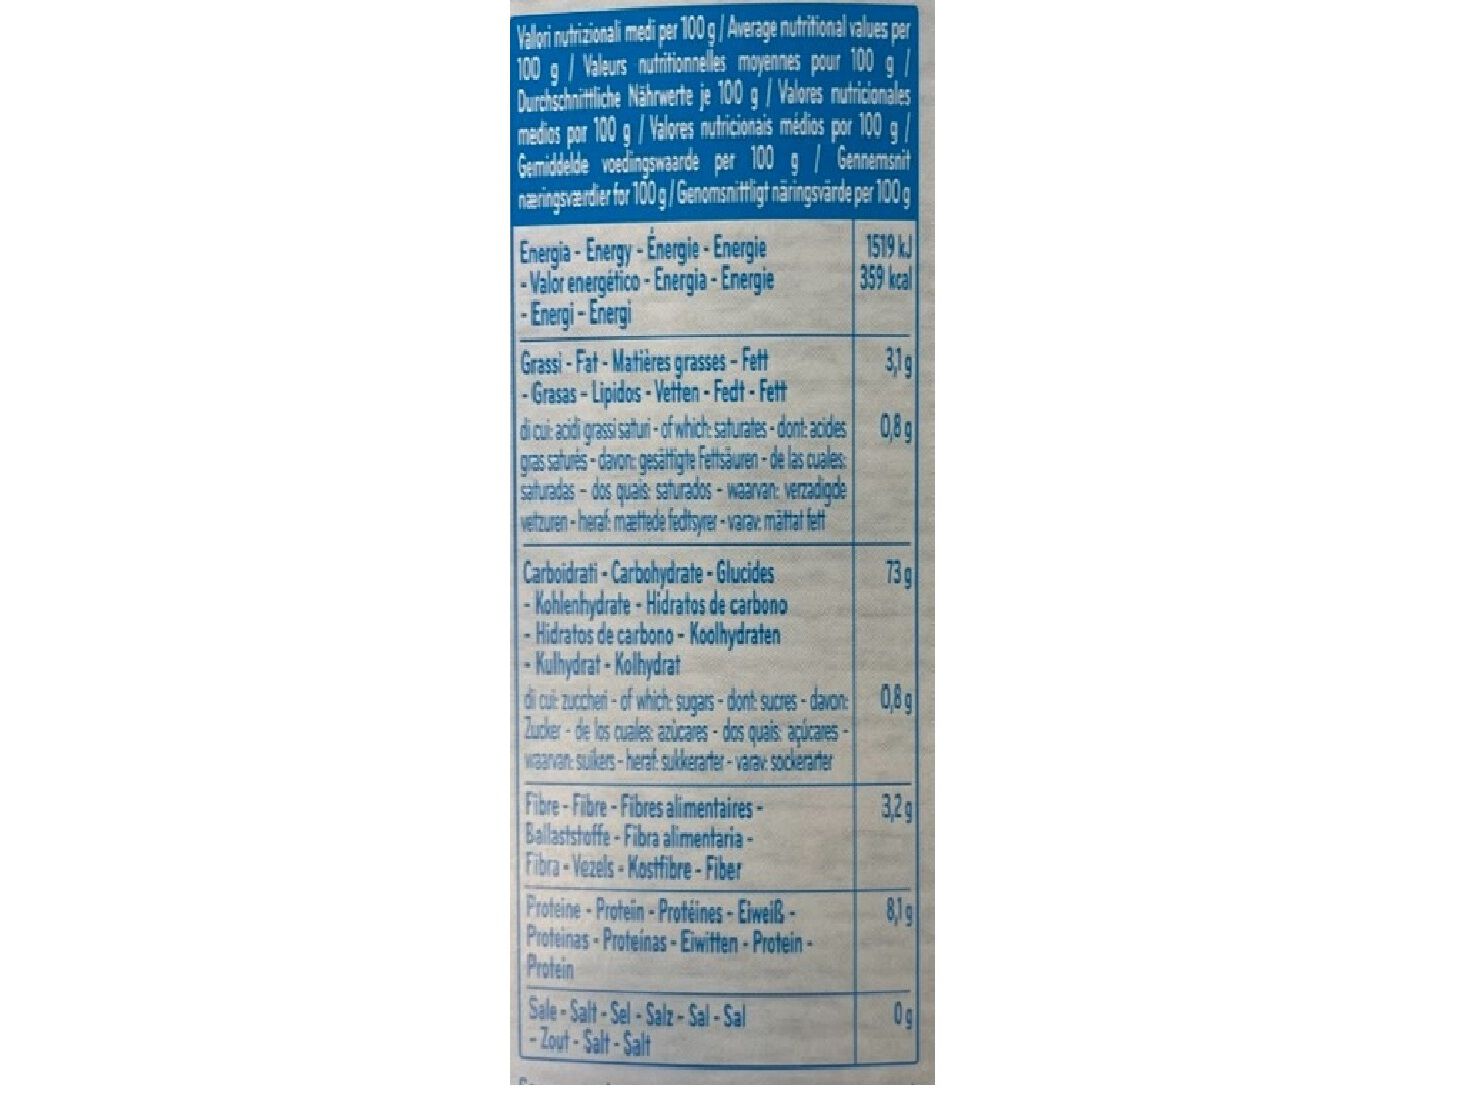 Valori nutrizionali medi per 100 g / Average nutritional values per
100 g / Valeurs nutritionnelles moyennes pour 100 g /
Durchschnittliche Nährwerte je 100 g / Valores nutricionales
medios por 100 g / Valores nutricionais médios por 100 g /
Gemiddelde voedingswaarde per 100 g / Gennemsnit
næringsværdier for 100 g / Genomsnittligt näringsvärde per 100 g
Energia - Energy - Énergie - Energie 1519 kJ
- Valor energético - Energia - Energie 359 kcal
- Energi - Energi
Grassi - Fat - Matières grasses - Fett 3,1 g
- Grasas - Lipidos - Vetten - Fedt - Fett
di cui: acidi grassi saturi - of which: saturates - dont: acides 0,8 g
gras saturés - davon: gesättigte Fettsäuren - de las cuales:
saturadas - dos quais: saturados - waarvan: verzadigde
vetzuren - heraf: mættede fedtsyrer - varav: mättat fett
Carboidrati - Carbohydrate - Glucides 73 g
- Kohlenhydrate - Hidratos de carbono
- Hidratos de carbono - Koolhydraten
- Kulhydrat - Kolhydrat
di cui: zuccheri - of which: sugars - dont: sucres - davon: 0,8 g
Zucker - de los cuales: azùcares - dos quais: açúcares -
waarvan: suikers - heraf: sukkerarter - varav: sockerarter
Fibre - Fibre - Fibres alimentaires - 3,2 g
Ballaststoffe - Fibra alimentaria -
Fibra - Vezels - Kostfibre - Fiber
Proteine - Protein - Protéines - Eiweiß - 8,1 g
Proteinas - Proteínas - Eiwitten - Protein -
Protein
Sale - Salt - Sel - Salz - Sal - Sal 0 g
- Zout - Salt - Salt